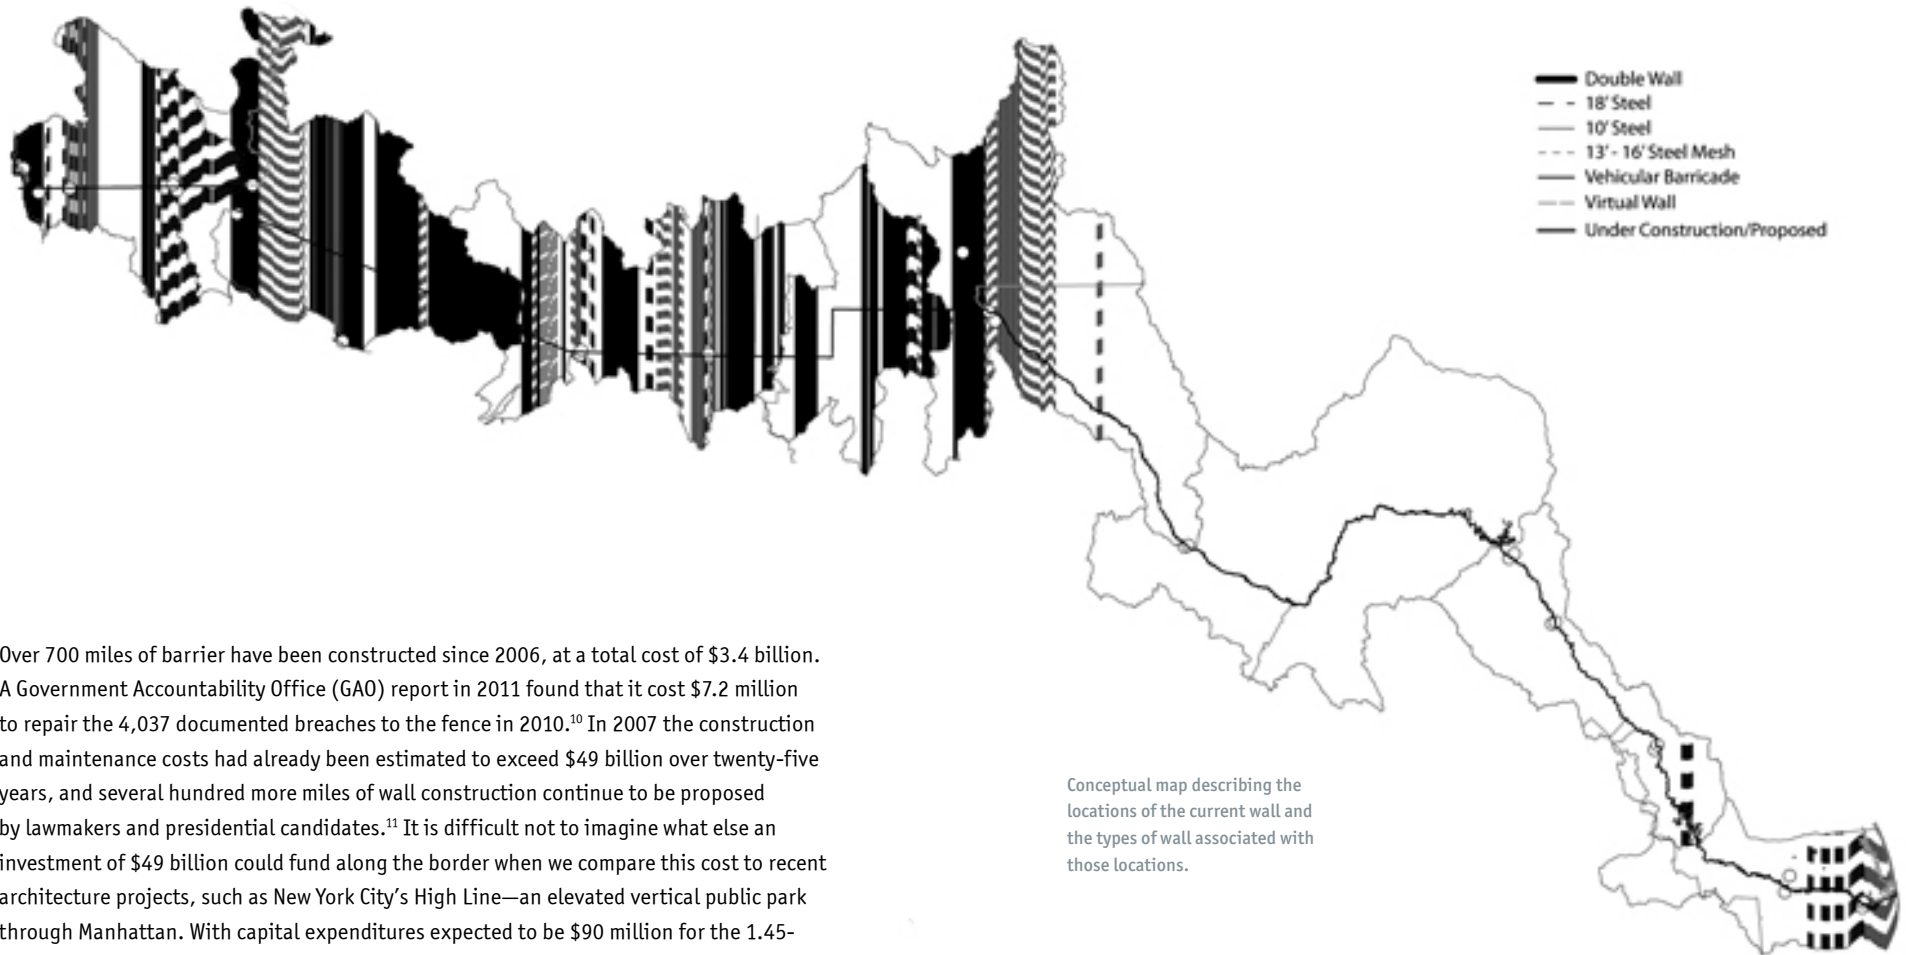 Double Wall
18' Steel
10' Steel
13' - 16' Steel Mesh
Vehicular Barricade
Virtual Wall
Under Construction/Proposed
Over 700 miles of barrier have been constructed since 2006, at a total cost of $3.4 billion.
A Government Accountability Office (GAO) report in 2011 found that it cost $7.2 million
to repair the 4,037 documented breaches to the fence in 2010.¹⁰ In 2007 the construction
and maintenance costs had already been estimated to exceed $49 billion over twenty-five
years, and several hundred more miles of wall construction continue to be proposed
by lawmakers and presidential candidates.¹¹ It is difficult not to imagine what else an
investment of $49 billion could fund along the border when we compare this cost to recent
architecture projects, such as New York City's High Line—an elevated vertical public park
through Manhattan. With capital expenditures expected to be $90 million for the 1.45-
Conceptual map describing the
locations of the current wall and
the types of wall associated with
those locations.